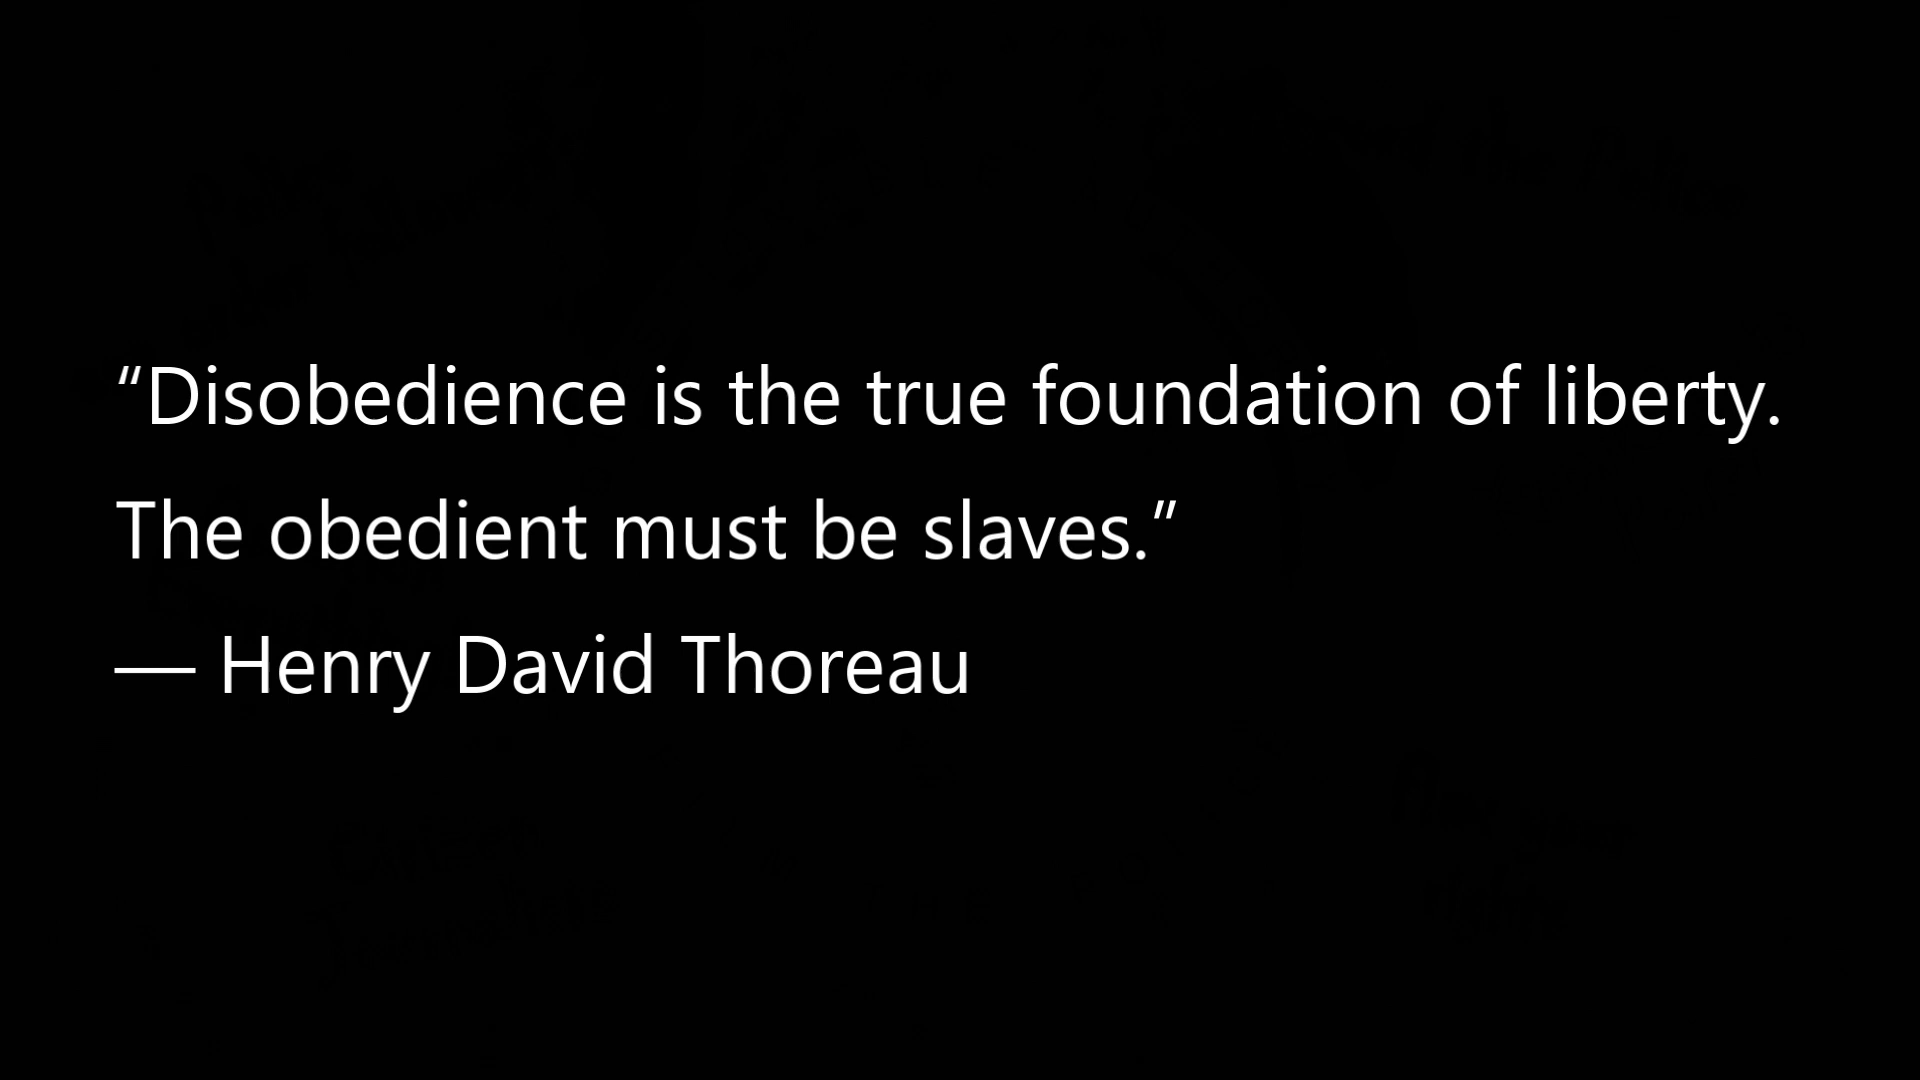 “Disobedience is the true foundation of liberty.
The obedient must be slaves.”
— Henry David Thoreau